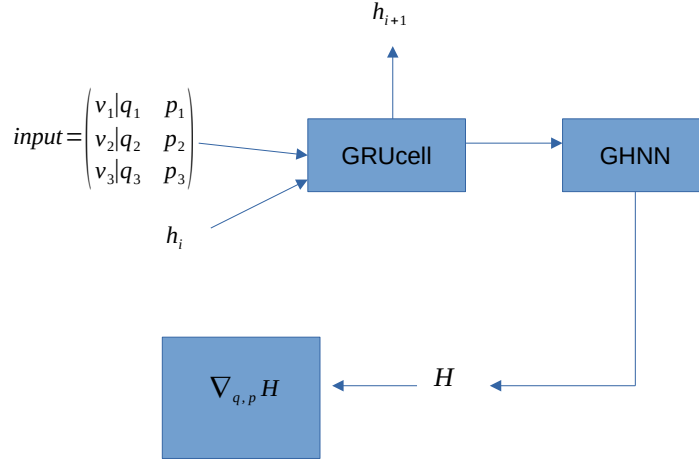 h_{i+1}
input = ( v_1|q_1 p_1
v_2|q_2 p_2
v_3|q_3 p_3 )
GRUcell
GHNN
h_i
∇_{q,p} H
H